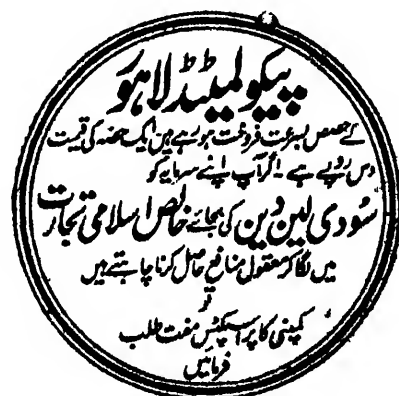 پیکو لمیٹڈ لاہور
کے حصص بسرعت فروخت ہو رہے ہیں ایک حصہ کی قیمت
دس روپے ہے ! اگر آپ اپنے سرمایہ کو
سُودی لین دین کی بجائے خالص اسلامی تجارت
میں لگا کر معقول منافع حاصل کرنا چاہتے ہیں
تو
کمپنی کا پراسپکٹس مفت طلب
فرمائیں